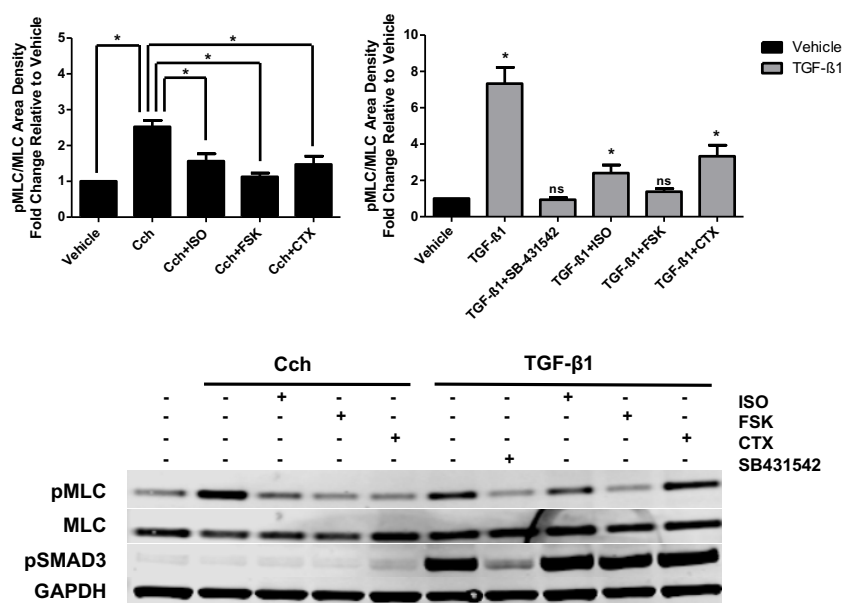 pMLC/MLC Area Density
Fold Change Relative to Vehicle
5
4
3
2
1
0
*
*
*
*
Vehicle
Cch
Cch+ISO
Cch+FSK
Cch+CTX
pMLC/MLC Area Density
Fold Change Relative to Vehicle
10
8
6
4
2
0
*
ns
*
ns
*
Vehicle
TGF-ß1
TGF-ß1+SB-431542
TGF-ß1+ISO
TGF-ß1+FSK
TGF-ß1+CTX
Vehicle
TGF-ß1
Cch TGF-β1
- - + - - - - + - - ISO
- - - + - - - - + - FSK
- - - - + - - - - + CTX
- - - - - - + - - - SB431542
pMLC
MLC
pSMAD3
GAPDH